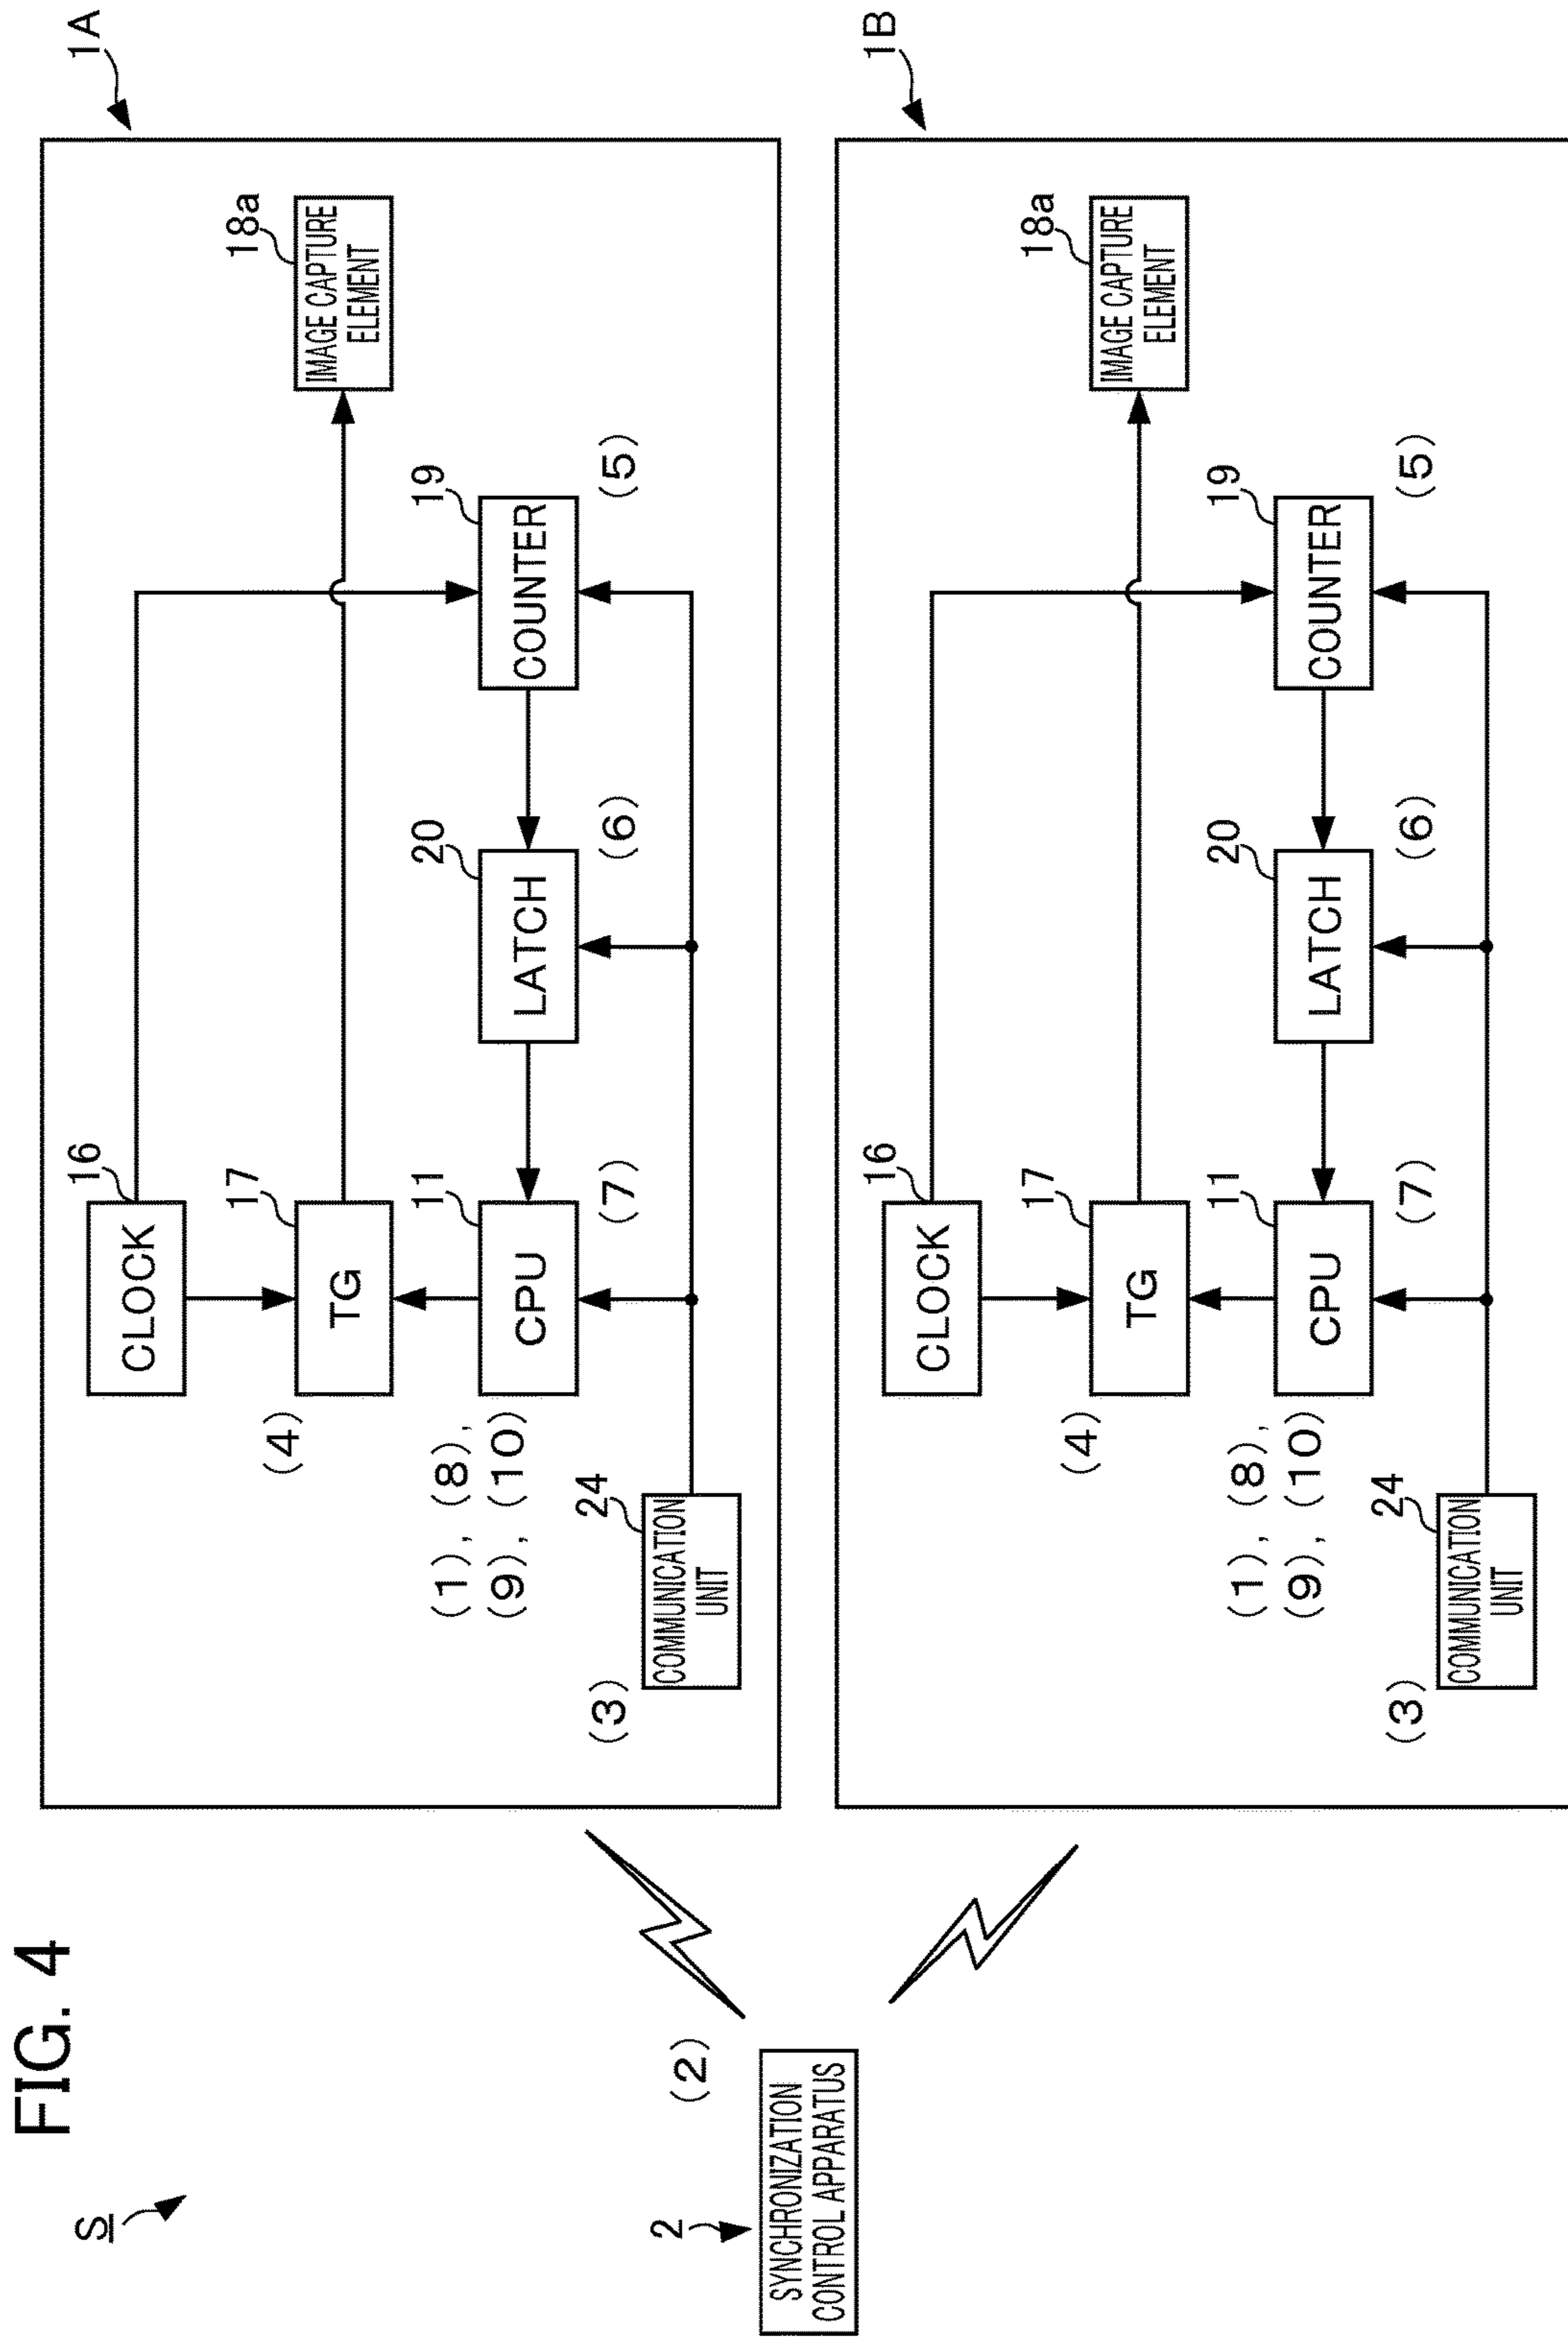 FIG. 4
S
2
(2)
SYNCHRONIZATION
CONTROL APPARATUS
1A
16
CLOCK
17
TG
(4)
18a
IMAGE CAPTURE
ELEMENT
11
CPU
(1), (8),
(9), (10)
(7)
20
LATCH
(6)
19
COUNTER
(5)
24
COMMUNICATION
UNIT
(3)
1B
16
CLOCK
17
TG
(4)
18a
IMAGE CAPTURE
ELEMENT
11
CPU
(1), (8),
(9), (10)
(7)
20
LATCH
(6)
19
COUNTER
(5)
24
COMMUNICATION
UNIT
(3)